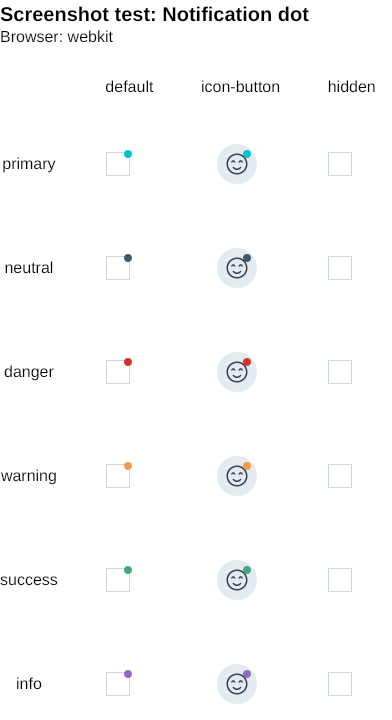 Screenshot test: Notification dot
Browser: webkit
default icon-button hidden
primary
neutral
danger
warning
success
info